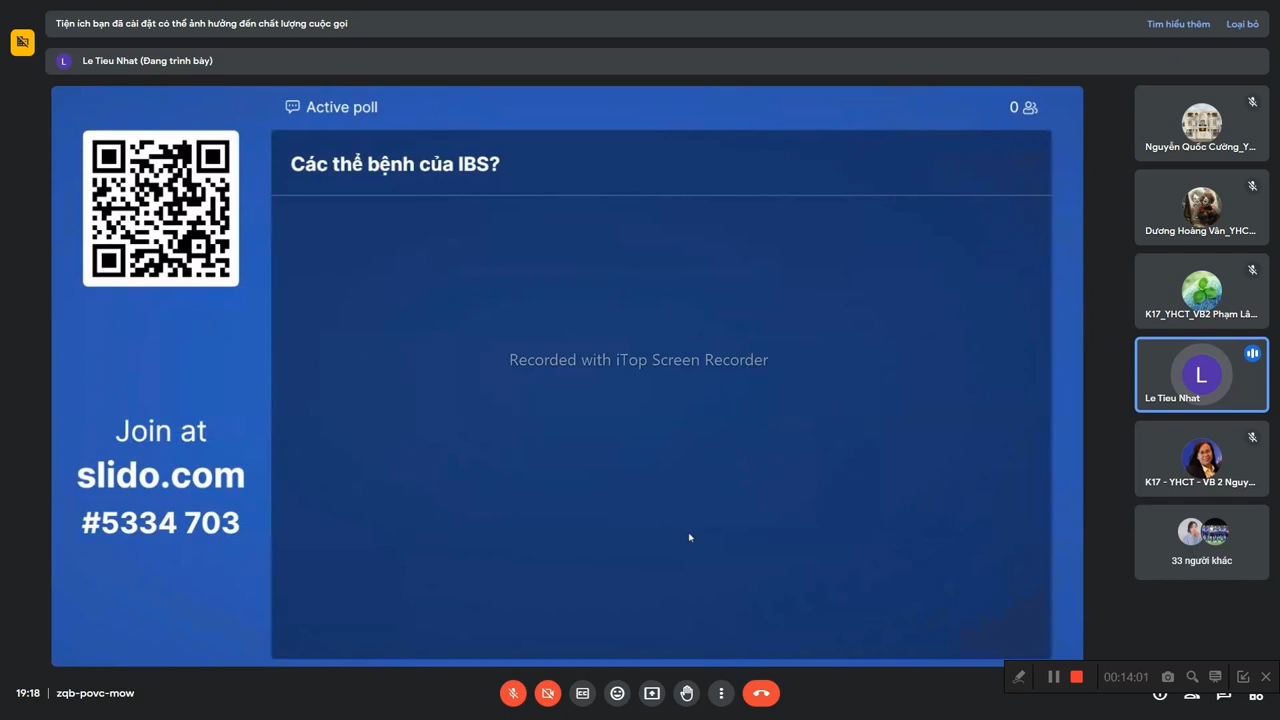 Tiện ích bạn đã cài đặt có thể ảnh hưởng đến chất lượng cuộc gọi
Tìm hiểu thêm
Loại bỏ
L
Le Tieu Nhat (Đang trình bày)
Active poll
0
Các thể bệnh của IBS?
Recorded with iTop Screen Recorder
Join at
slido.com
#5334 703
Nguyễn Quốc Cường_Y...
Dương Hoàng Vân_YHC...
K17_YHCT_VB2 Phạm Lâ...
L
Le Tieu Nhat
K17 - YHCT - VB 2 Nguy...
33 người khác
19:18
zqb-povc-mow
00:14:01